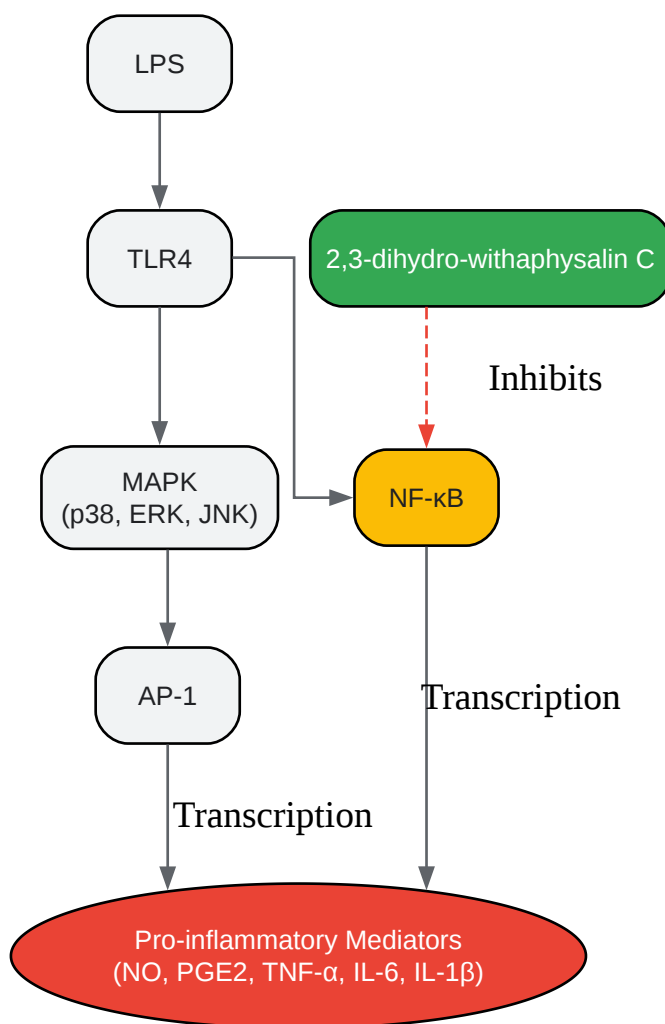 LPS
TLR4
2,3-dihydro-withaphysalin C
Inhibits
MAPK
(p38, ERK, JNK)
NF-κB
AP-1
Transcription
Transcription
Pro-inflammatory Mediators
(NO, PGE2, TNF-α, IL-6, IL-1β)